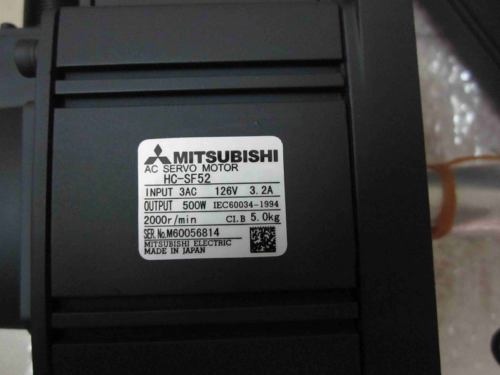 MITSUBISHI
AC SERVO MOTOR
HC-SF52
INPUT 3AC 126V 3.2A
OUTPUT 500W IEC60034-1994
2000r/min CI.B 5.0kg
SER.No.M60056814
MITSUBISHI ELECTRIC
MADE IN JAPAN